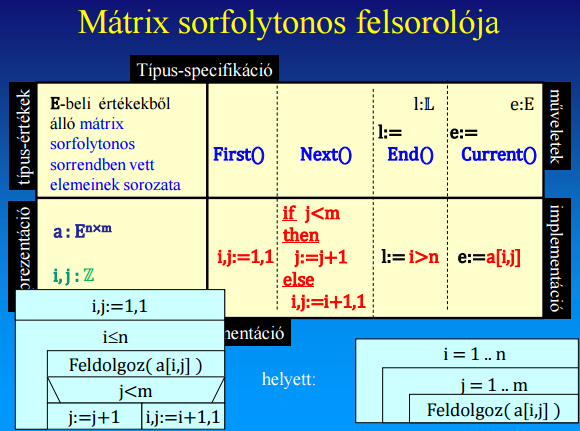 Mátrix sorfolytonos felsorolója
Típus-specifikáció
típus-értékek
E-beli értékekből
álló mátrix
sorfolytonos
sorrendben vett
elemeinek sorozata
First()
Next()
l:𝕃
l:=
End()
e:E
e:=
Current()
műveletek
prezentáció
a : Eⁿˣᵐ
i, j : ℤ
i,j:=1,1
if j<m
then
j:=j+1
else
i,j:=i+1,1
l:= i>n
e:=a[i,j]
implementáció
mentáció
i,j:=1,1
i≤n
Feldolgoz( a[i,j] )
j<m
j:=j+1
i,j:=i+1,1
helyett:
i = 1 .. n
j = 1 .. m
Feldolgoz( a[i,j] )